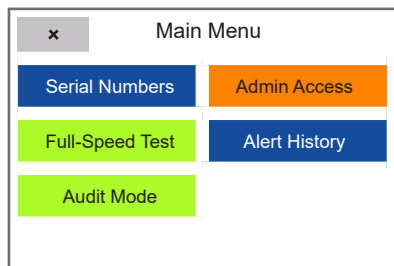 × Main Menu
Serial Numbers Admin Access
Full-Speed Test Alert History
Audit Mode